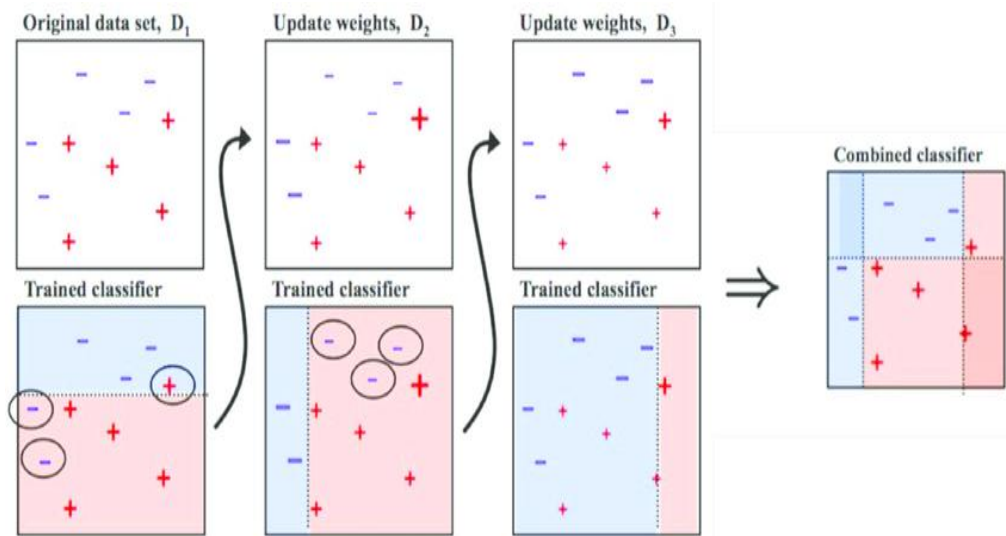 Original data set, D₁
Update weights, D₂
Update weights, D₃
Combined classifier
Trained classifier
Trained classifier
Trained classifier